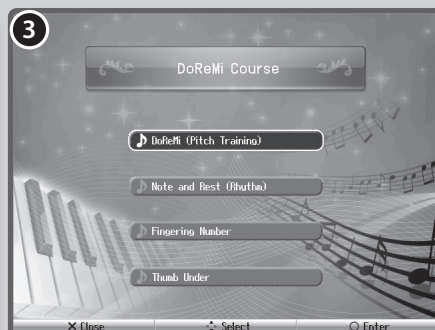 3
DoReMi Course
DoReMi (Pitch Training)
Note and Rest (Rhythm)
Fingering Number
Thumb Under
X Close Select O Enter